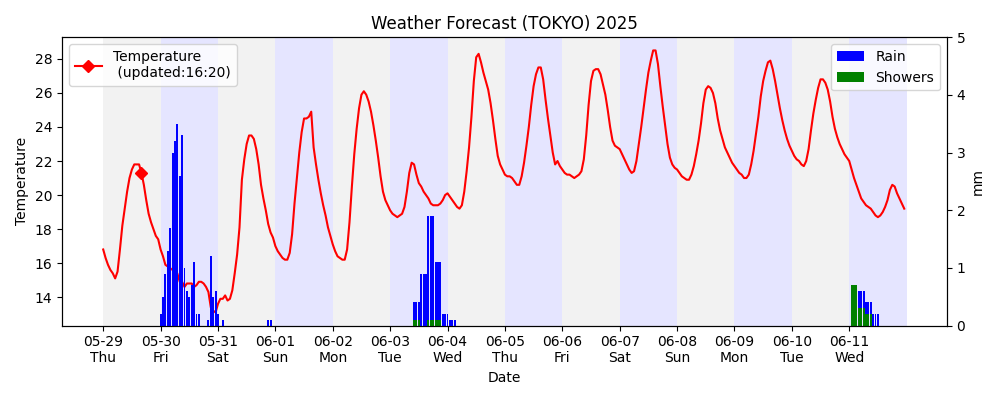 Weather Forecast (TOKYO) 2025
Temperature
(updated:16:20)
Rain
Showers
Temperature
28
26
24
22
20
18
16
14
5
4
3
2
1
0
mm
05-29 05-30 05-31 06-01 06-02 06-03 06-04 06-05 06-06 06-07 06-08 06-09 06-10 06-11
Thu Fri Sat Sun Mon Tue Wed Thu Fri Sat Sun Mon Tue Wed
Date